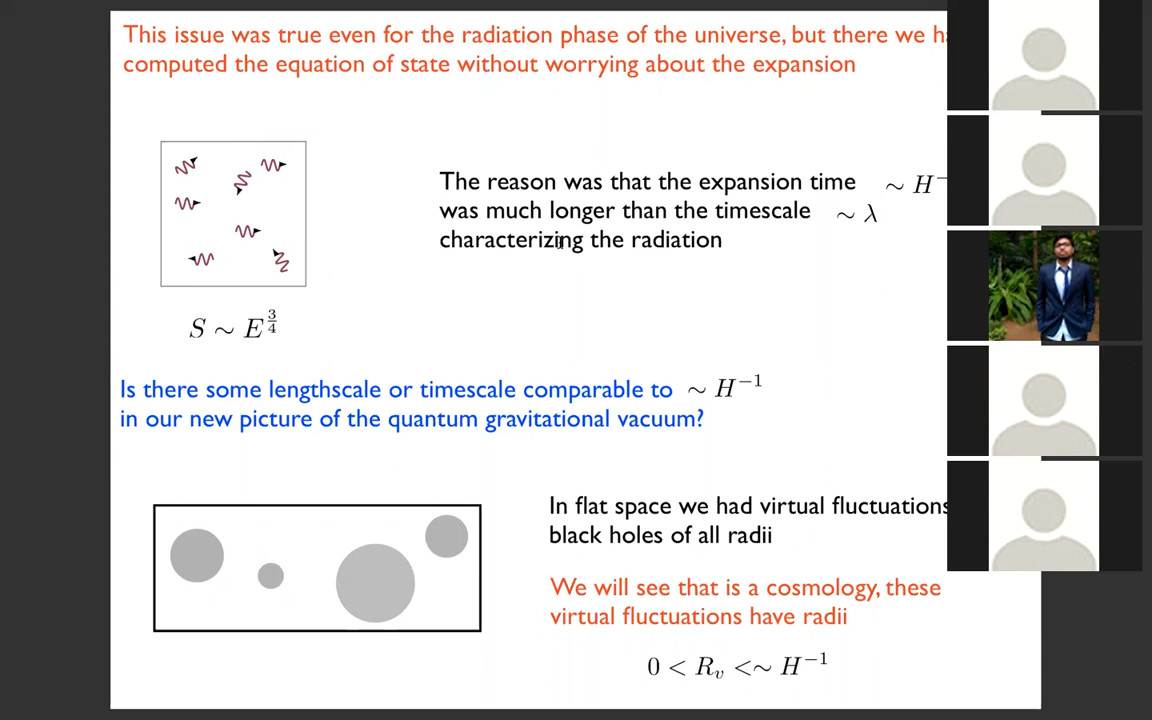 This issue was true even for the radiation phase of the universe, but there we
computed the equation of state without worrying about the expansion
The reason was that the expansion time ∼ H
was much longer than the timescale ∼ λ
characterizing the radiation
S ∼ E^{3/4}
Is there some lengthscale or timescale comparable to ∼ H^{−1}
in our new picture of the quantum gravitational vacuum?
In flat space we had virtual fluctuations
black holes of all radii
We will see that is a cosmology, these
virtual fluctuations have radii
0 < R_v <∼ H^{−1}